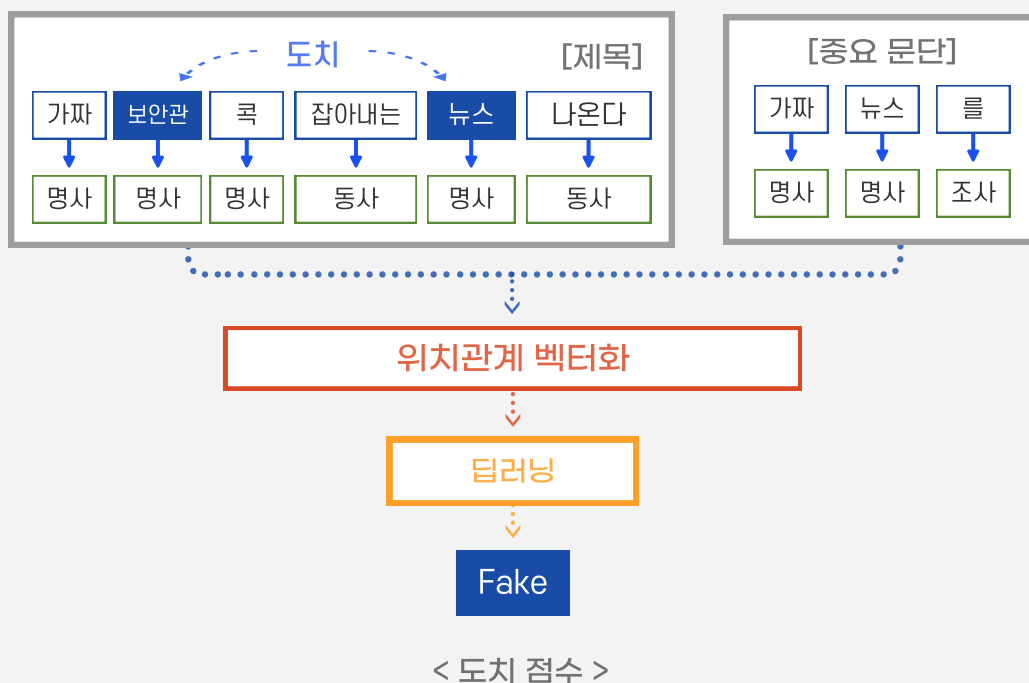 도치
[제목]
가짜 보안관 콕 잡아내는 뉴스 나온다
명사 명사 명사 동사 명사 동사
[중요 문단]
가짜 뉴스 를
명사 명사 조사
위치관계 벡터화
딥러닝
Fake
< 도치 점수 >